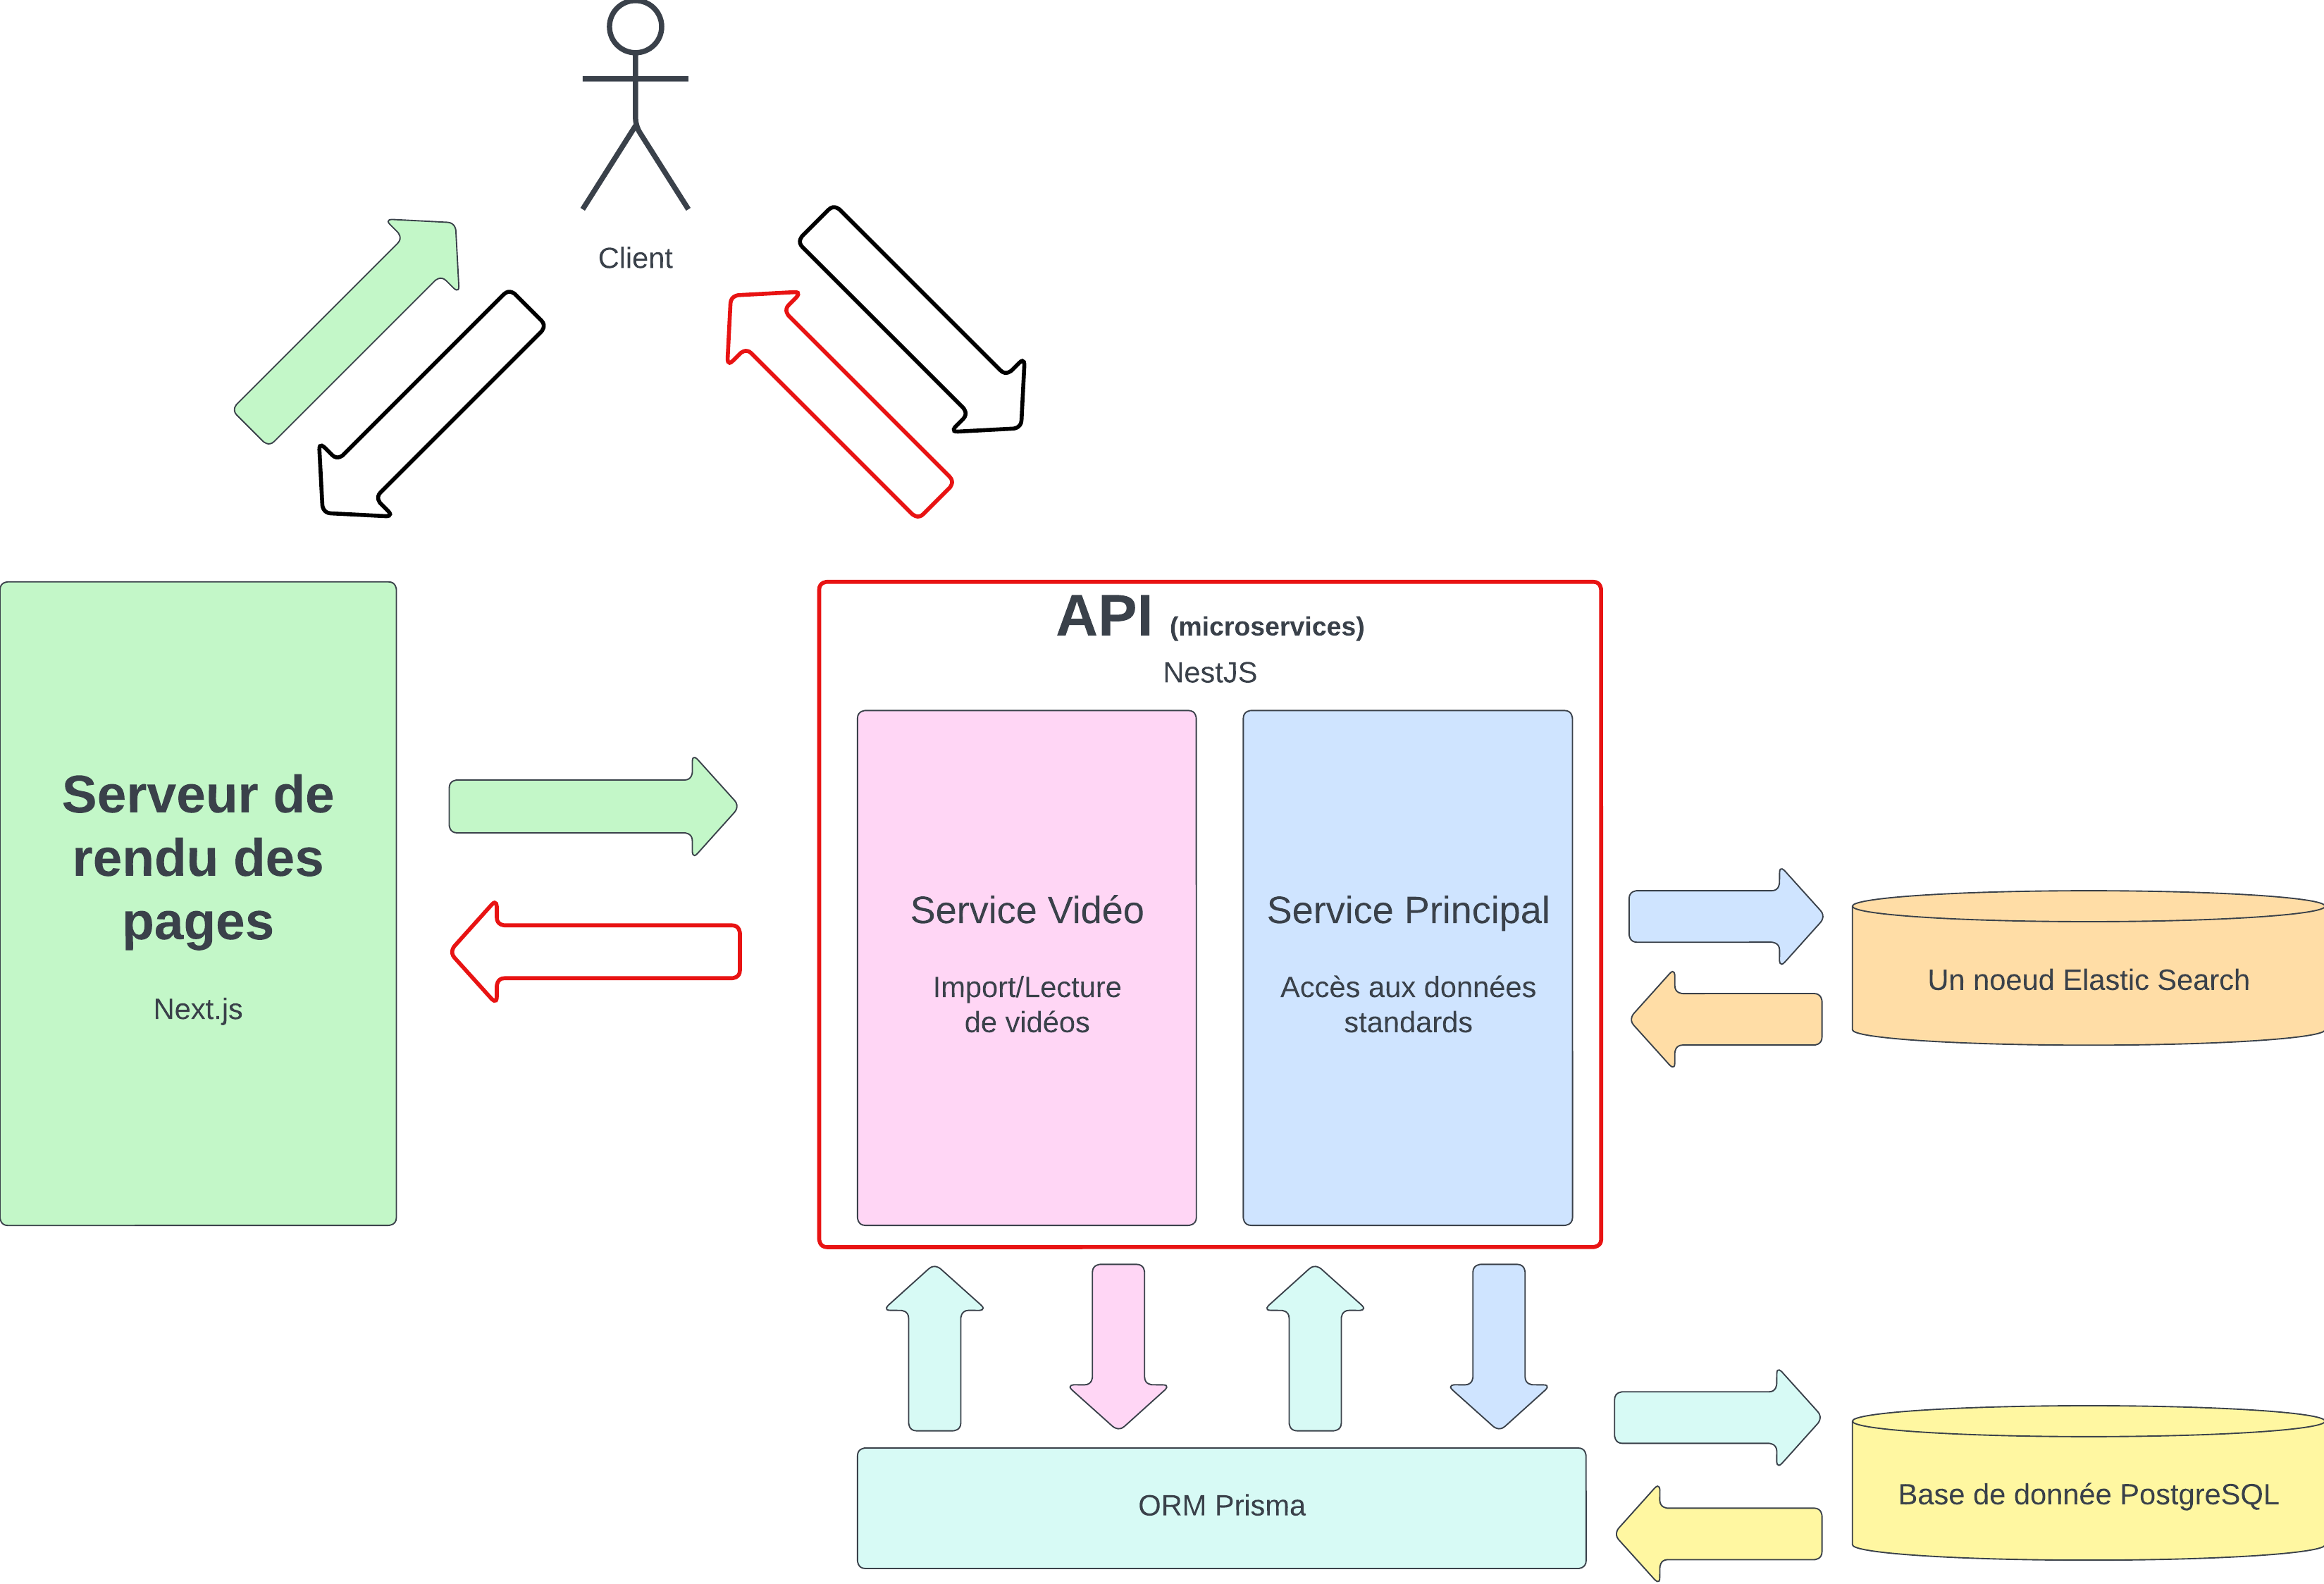 Client
API (microservices)
NestJS
Serveur de
rendu des
pages
Next.js
Service Vidéo
Import/Lecture
de vidéos
Service Principal
Accès aux données
standards
Un noeud Elastic Search
ORM Prisma
Base de donnée PostgreSQL